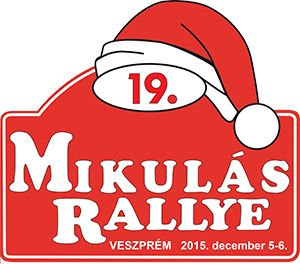 19.
MIKULÁS
RALLYE
VESZPRÉM 2015. december 5-6.